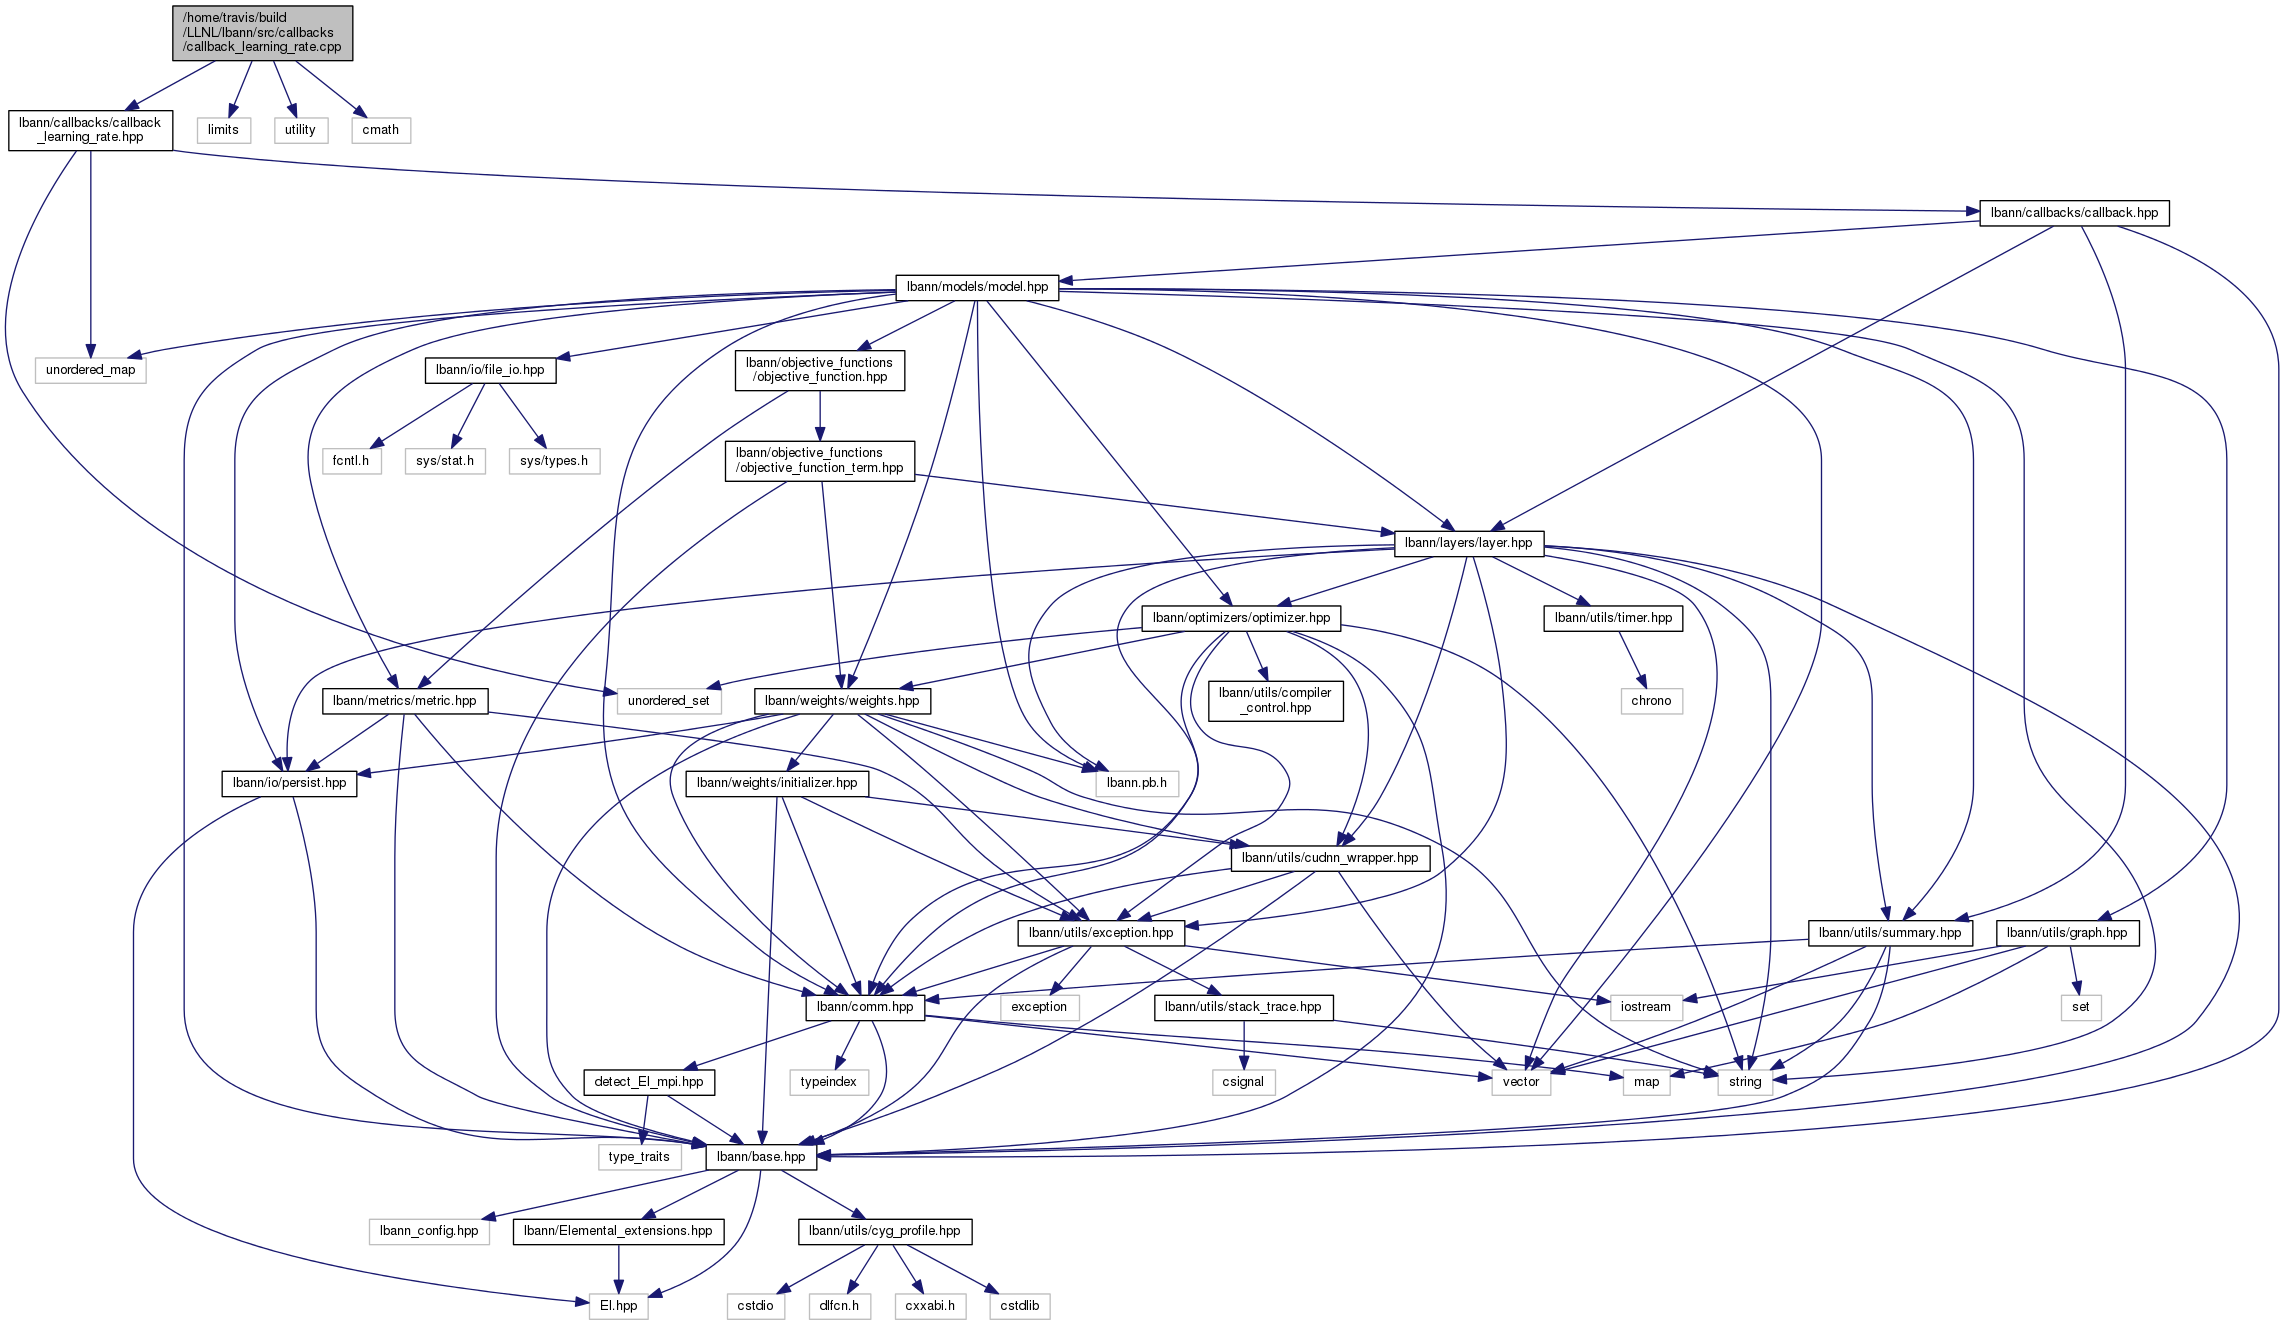 /home/travis/build
/LLNL/lbann/src/callbacks
/callback_learning_rate.cpp
lbann/callbacks/callback
_learning_rate.hpp
limits
utility
cmath
lbann/callbacks/callback.hpp
lbann/models/model.hpp
unordered_map
lbann/io/file_io.hpp
lbann/objective_functions
/objective_function.hpp
fcntl.h
sys/stat.h
sys/types.h
lbann/objective_functions
/objective_function_term.hpp
lbann/layers/layer.hpp
lbann/optimizers/optimizer.hpp
lbann/utils/timer.hpp
lbann/metrics/metric.hpp
unordered_set
lbann/weights/weights.hpp
lbann/utils/compiler
_control.hpp
chrono
lbann/io/persist.hpp
lbann/weights/initializer.hpp
lbann.pb.h
lbann/utils/cudnn_wrapper.hpp
lbann/utils/exception.hpp
lbann/utils/summary.hpp
lbann/utils/graph.hpp
lbann/comm.hpp
exception
lbann/utils/stack_trace.hpp
iostream
set
detect_El_mpi.hpp
typeindex
csignal
vector
map
string
type_traits
lbann/base.hpp
lbann_config.hpp
lbann/Elemental_extensions.hpp
lbann/utils/cyg_profile.hpp
El.hpp
cstdio
dlfcn.h
cxxabi.h
cstdlib